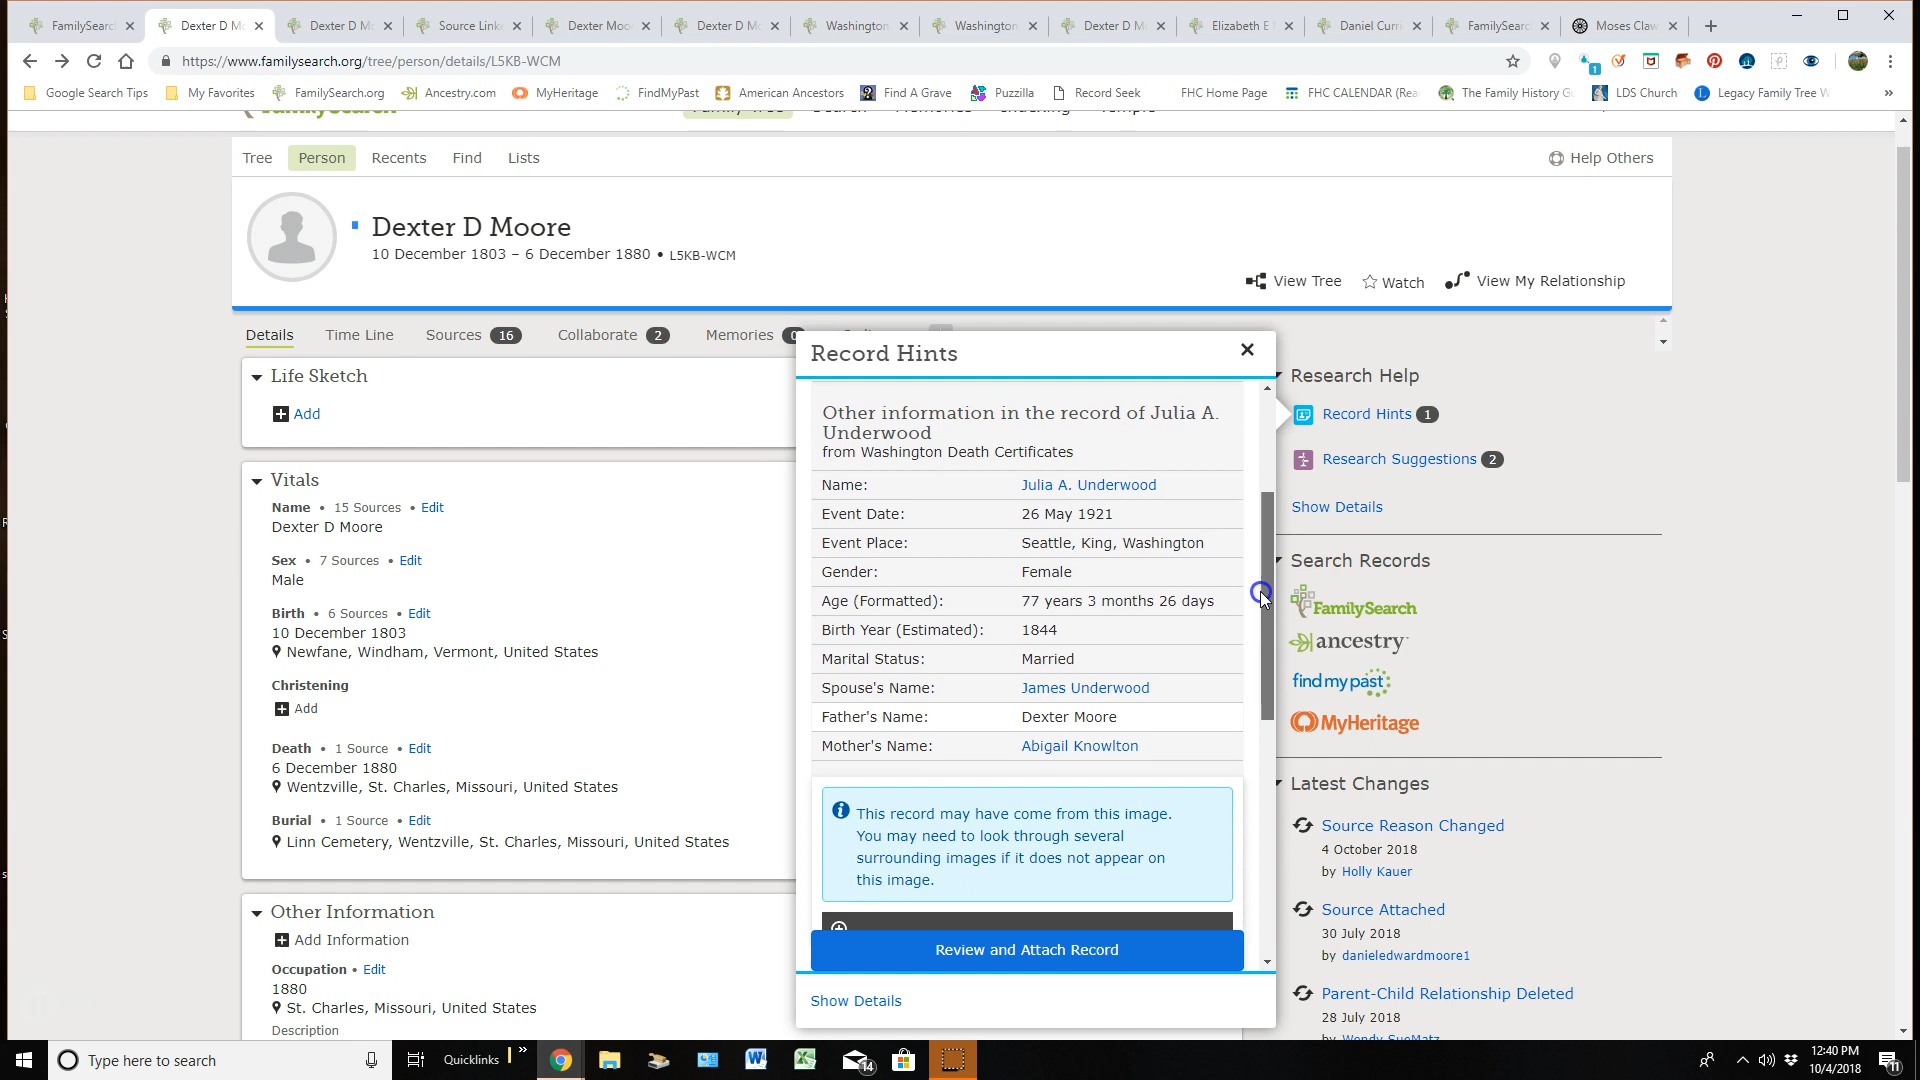 FamilySearc
Dexter D Mo
Dexter D Mo
Source Linke
Dexter Moo
Dexter D Mo
Washington
Washington,
Dexter D Mo
Elizabeth E M
Daniel Curri
FamilySearc
Moses Claw
https://www.familysearch.org/tree/person/details/L5KB-WCM
1
Google Search Tips
My Favorites
FamilySearch.org
Ancestry.com
MyHeritage
FindMyPast
American Ancestors
Find A Grave
Puzzilla
Record Seek
FHC Home Page
FHC CALENDAR (Rea
The Family History Gu
LDS Church
Legacy Family Tree W
»
Tree
Person
Recents
Find
Lists
Help Others
Dexter D Moore
10 December 1803 – 6 December 1880 • L5KB-WCM
View Tree
Watch
View My Relationship
Details
Time Line
Sources 16
Collaborate 2
Memories 0
Life Sketch
Add
Vitals
Name • 15 Sources • Edit
Dexter D Moore
Sex • 7 Sources • Edit
Male
Birth • 6 Sources • Edit
10 December 1803
Newfane, Windham, Vermont, United States
Christening
Add
Death • 1 Source • Edit
6 December 1880
Wentzville, St. Charles, Missouri, United States
Burial • 1 Source • Edit
Linn Cemetery, Wentzville, St. Charles, Missouri, United States
Other Information
Add Information
Occupation • Edit
1880
St. Charles, Missouri, United States
Description
Record Hints
Other information in the record of Julia A.
Underwood
from Washington Death Certificates
Name: Julia A. Underwood
Event Date: 26 May 1921
Event Place: Seattle, King, Washington
Gender: Female
Age (Formatted): 77 years 3 months 26 days
Birth Year (Estimated): 1844
Marital Status: Married
Spouse's Name: James Underwood
Father's Name: Dexter Moore
Mother's Name: Abigail Knowlton
This record may have come from this image.
You may need to look through several
surrounding images if it does not appear on
this image.
Review and Attach Record
Show Details
Research Help
Record Hints 1
Research Suggestions 2
Show Details
Search Records
FamilySearch
ancestry
findmypast
MyHeritage
Latest Changes
Source Reason Changed
4 October 2018
by Holly Kauer
Source Attached
30 July 2018
by danieledwardmoore1
Parent-Child Relationship Deleted
28 July 2018
by Wendy SueMatz
Type here to search
Quicklinks
»
14
12:40 PM
10/4/2018
11